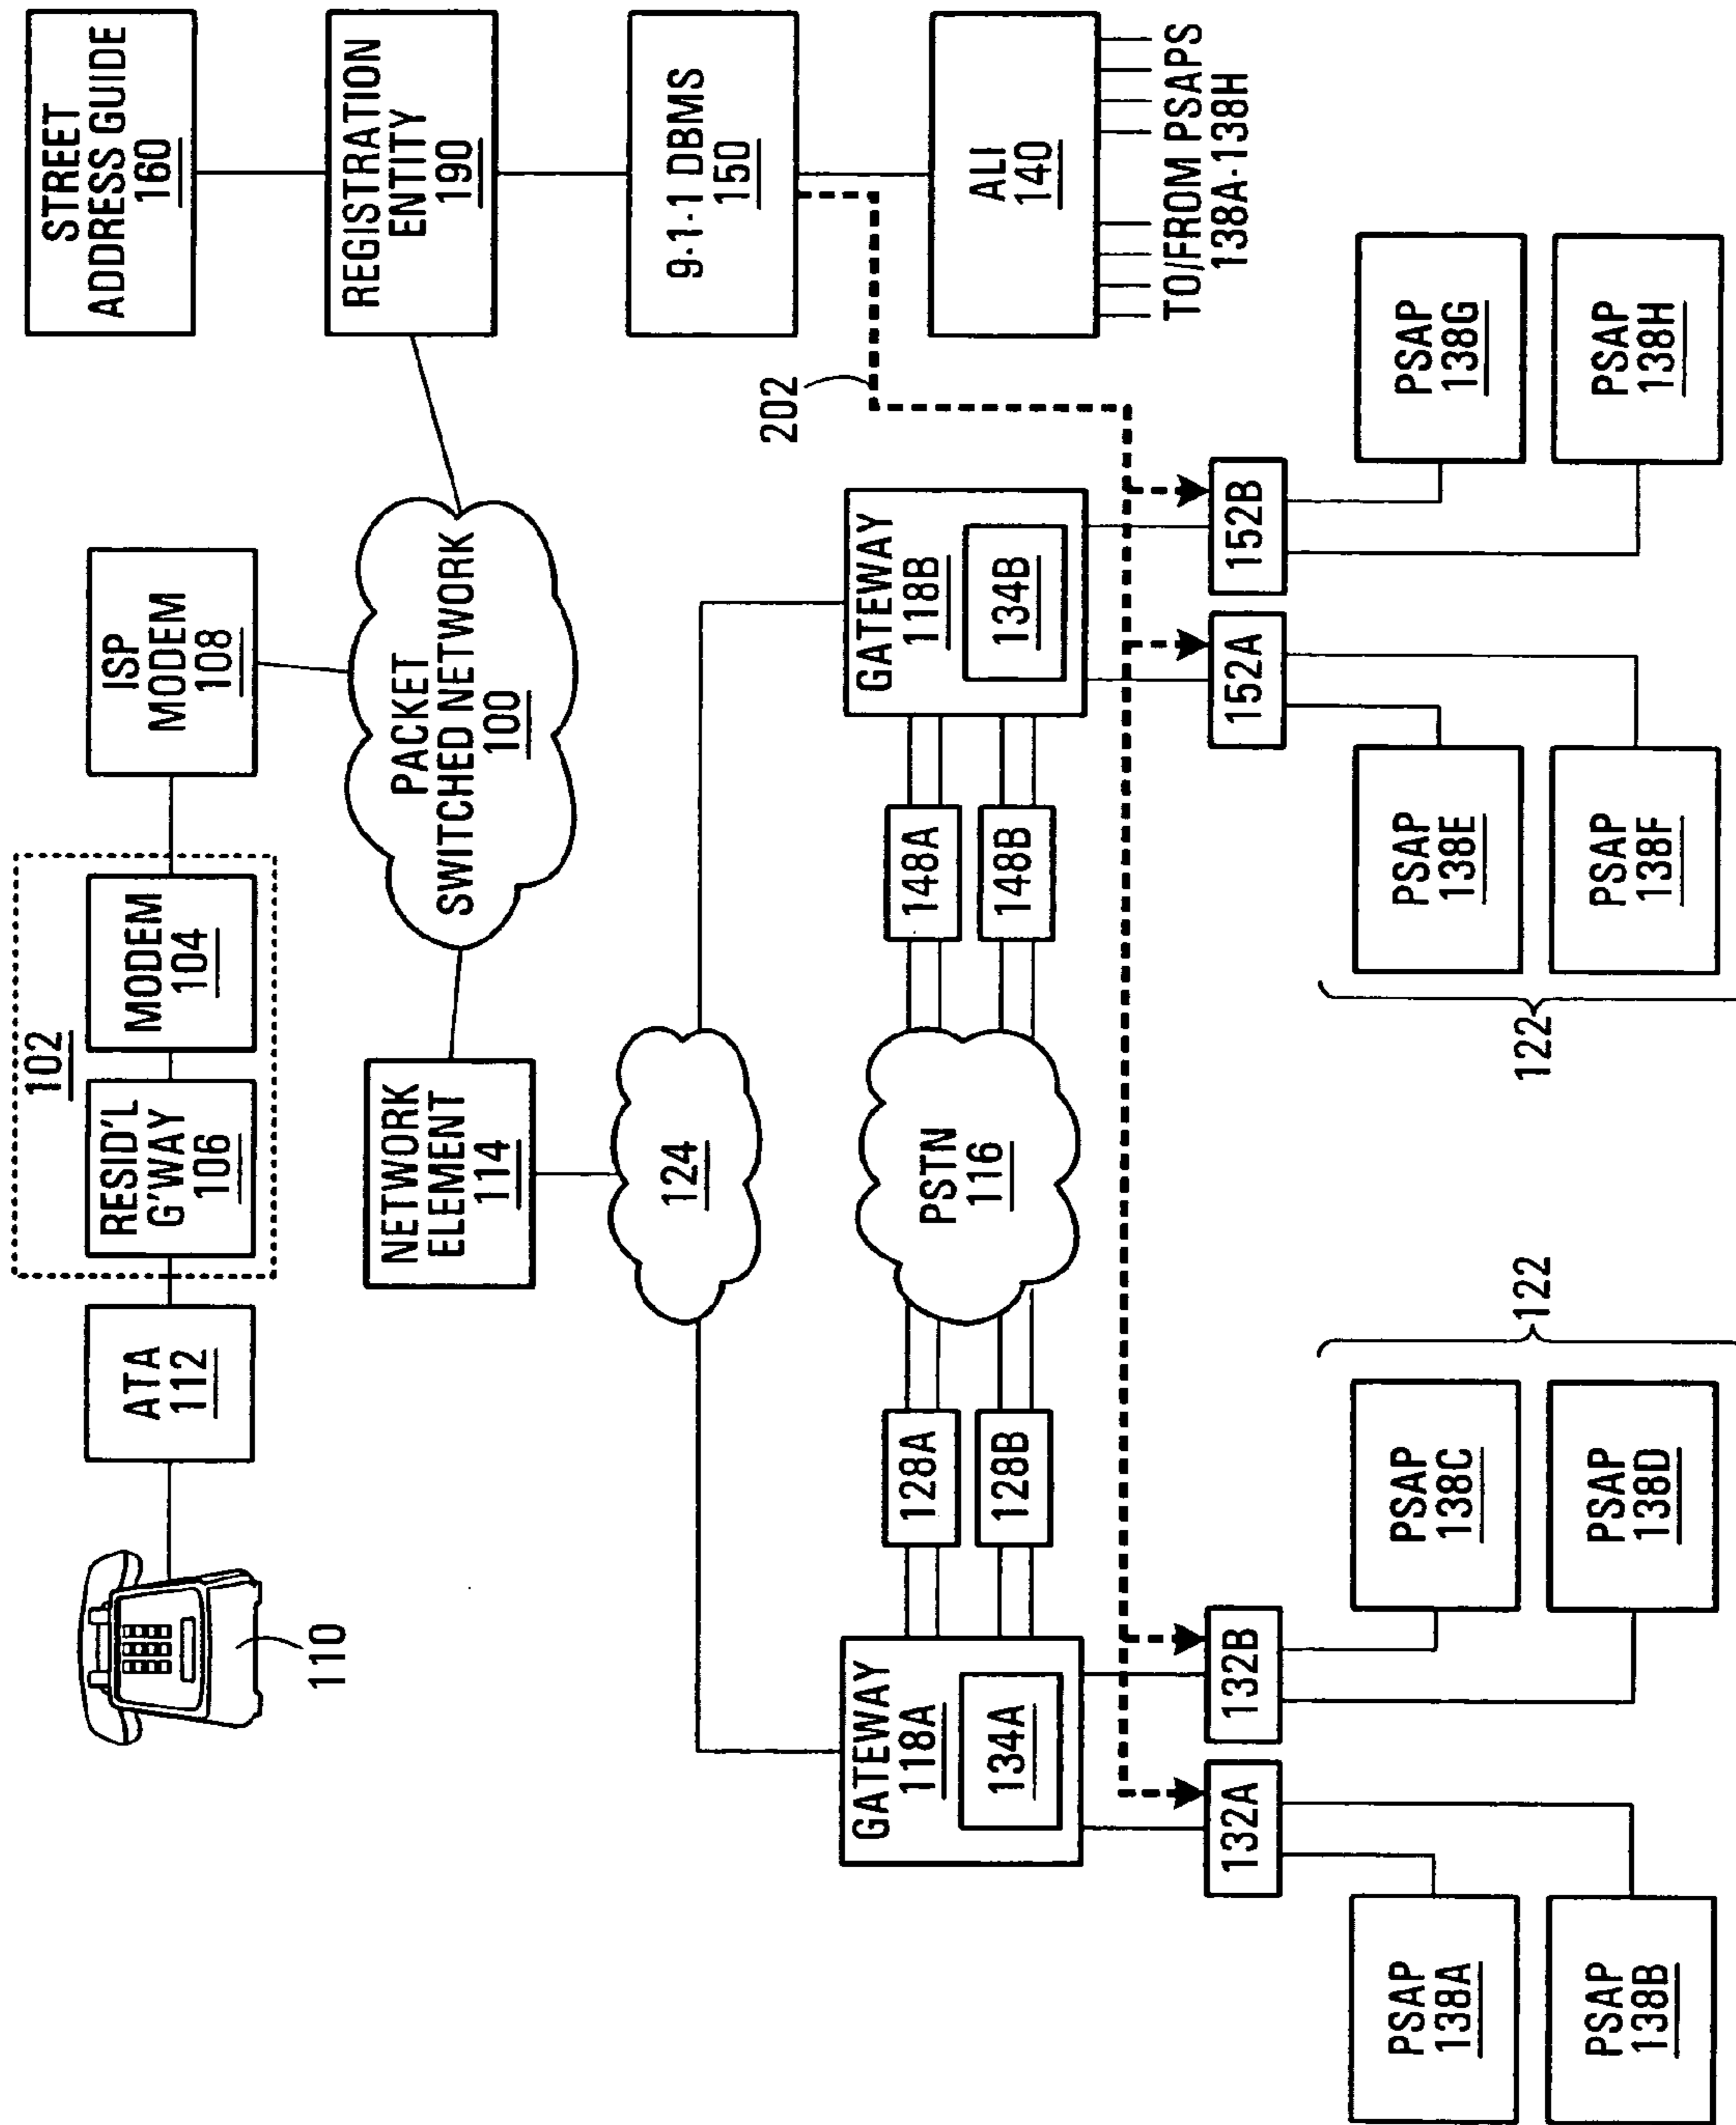 102
110
ATA
112
RESID'L
G'WAY
106
MODEM
104
ISP
MODEM
108
STREET
ADDRESS GUIDE
160
NETWORK
ELEMENT
114
PACKET
SWITCHED NETWORK
100
REGISTRATION
ENTITY
190
124
9-1-1 DBMS
150
202
GATEWAY
118A
134A
128A
128B
PSTN
116
148A
148B
GATEWAY
118B
134B
ALI
140
TO/FROM PSAPS
138A-138H
132A
132B
152A
152B
PSAP
138A
PSAP
138C
PSAP
138E
PSAP
138G
PSAP
138B
PSAP
138D
PSAP
138F
PSAP
138H
122
122